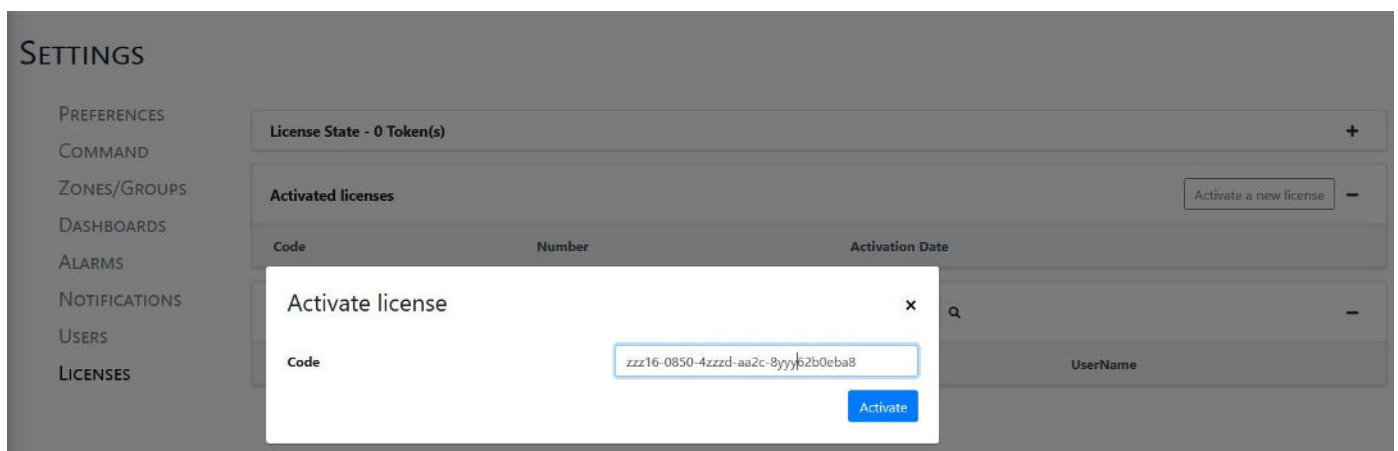 SETTINGS
PREFERENCES
COMMAND
ZONES/GROUPS
DASHBOARDS
ALARMS
NOTIFICATIONS
USERS
LICENSES
License State - 0 Token(s)
Activated licenses
Activate a new license
Code Number Activation Date
Activate license
Code
zzz16-0850-4zzzd-aa2c-8yyy62b0eba8
Activate
UserName